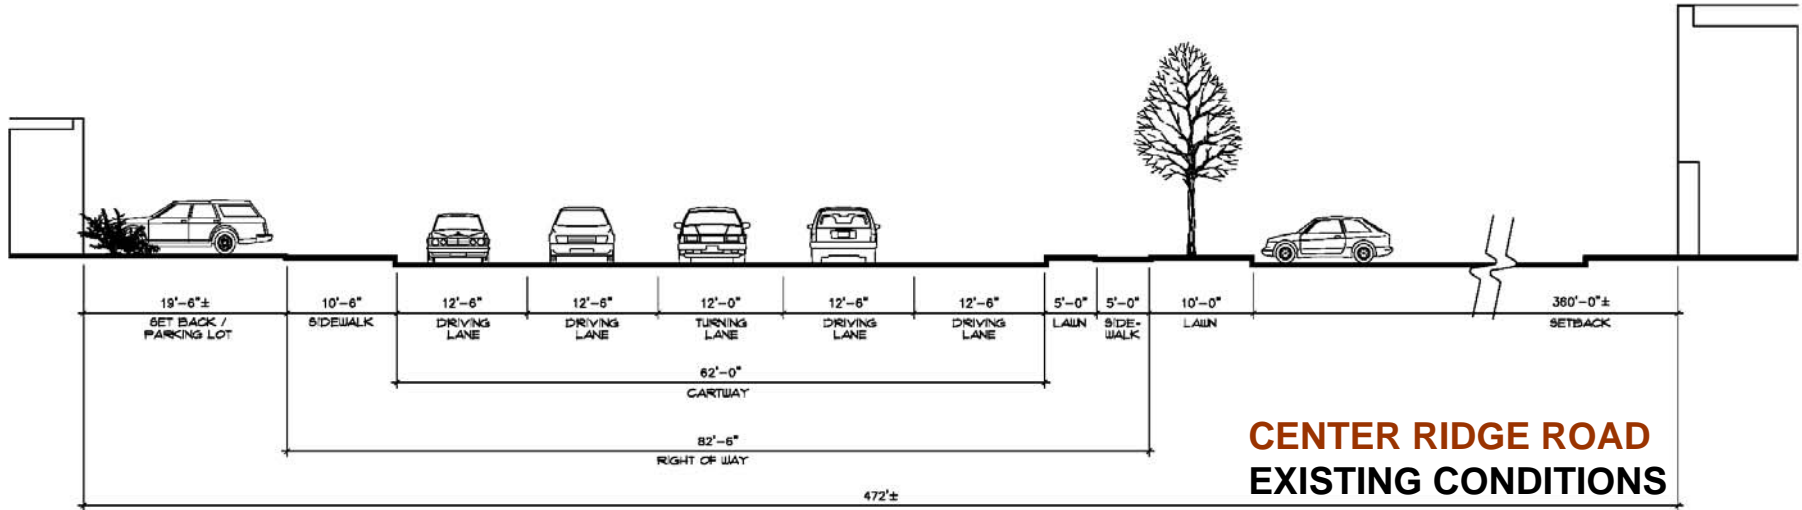 19'-6"±
SET BACK /
PARKING LOT
10'-6"
SIDEWALK
12'-6"
DRIVING
LANE
12'-6"
DRIVING
LANE
12'-0"
TURNING
LANE
12'-6"
DRIVING
LANE
12'-6"
DRIVING
LANE
5'-0"
LAWN
5'-0"
SIDE-
WALK
10'-0"
LAWN
360'-0"±
SETBACK
62'-0"
CARTWAY
82'-6"
RIGHT OF WAY
472'±
CENTER RIDGE ROAD
EXISTING CONDITIONS